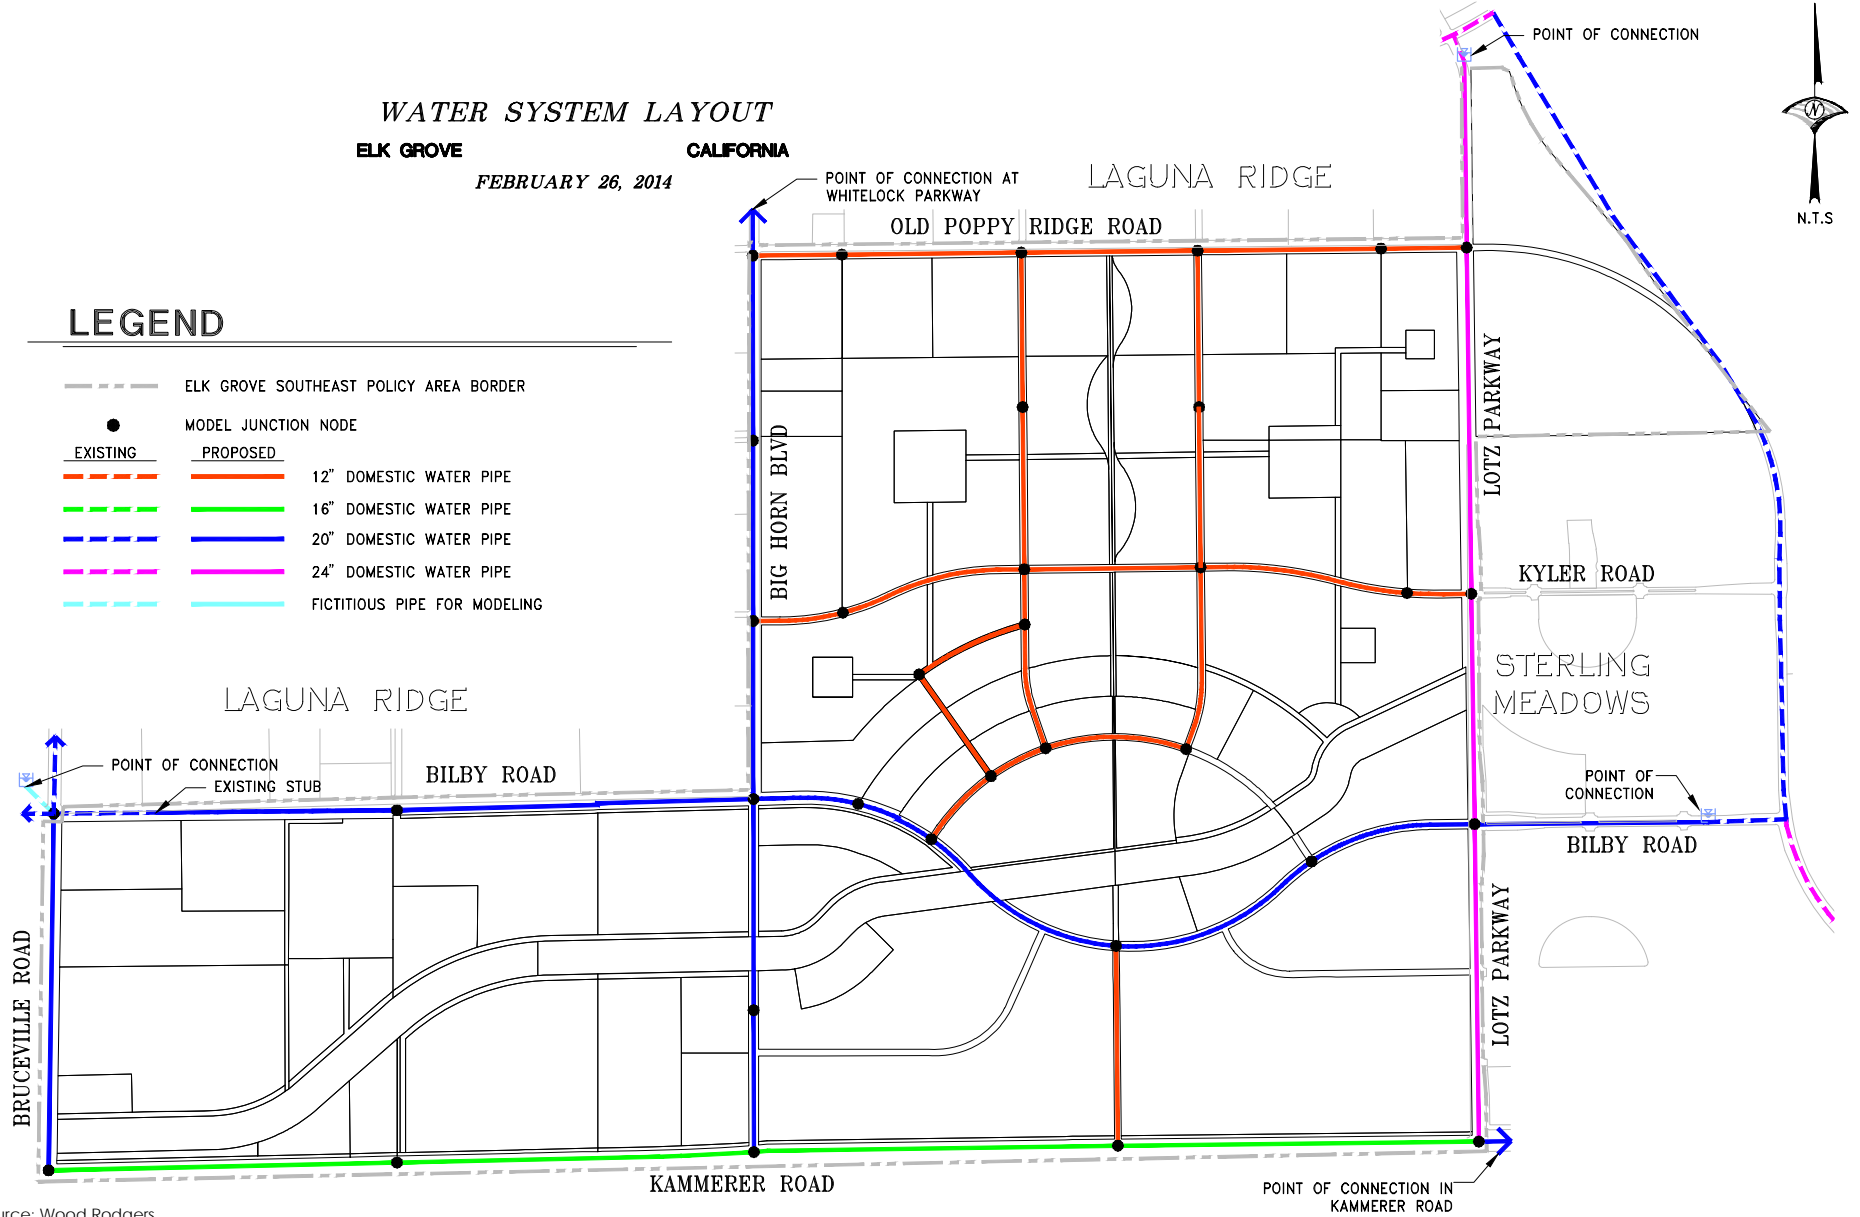 POINT OF CONNECTION
WATER SYSTEM LAYOUT
ELK GROVE CALIFORNIA
FEBRUARY 26, 2014
POINT OF CONNECTION AT
WHITELOCK PARKWAY
LAGUNA RIDGE
OLD POPPY RIDGE ROAD
N
N.T.S
LEGEND
ELK GROVE SOUTHEAST POLICY AREA BORDER
MODEL JUNCTION NODE
EXISTING PROPOSED
12" DOMESTIC WATER PIPE
16" DOMESTIC WATER PIPE
20" DOMESTIC WATER PIPE
24" DOMESTIC WATER PIPE
FICTITIOUS PIPE FOR MODELING
BIG HORN BLVD
LOTZ PARKWAY
KYLER ROAD
STERLING
MEADOWS
LAGUNA RIDGE
POINT OF CONNECTION
EXISTING STUB
BILBY ROAD
POINT OF
CONNECTION
BILBY ROAD
BRUCEVILLE ROAD
LOTZ PARKWAY
KAMMERER ROAD
POINT OF CONNECTION IN
KAMMERER ROAD
urce: Wood Rodgers